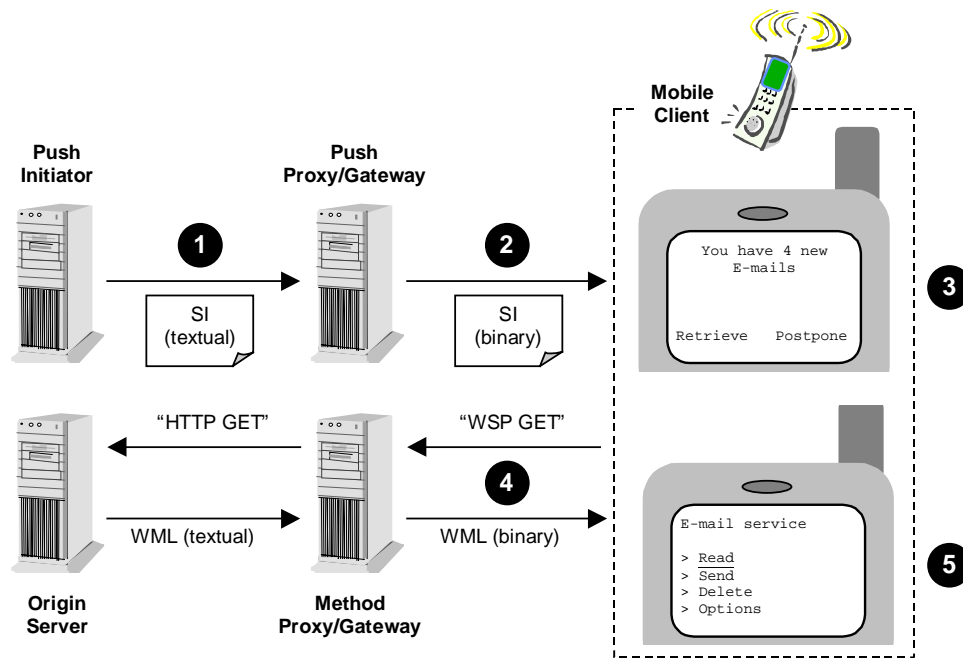 Mobile
Client
Push
Initiator
Push
Proxy/Gateway
1
2
SI
(textual)
SI
(binary)
You have 4 new
E-mails
Retrieve Postpone
3
“HTTP GET”
“WSP GET”
4
WML (textual)
WML (binary)
E-mail service
> Read
> Send
> Delete
> Options
5
Origin
Server
Method
Proxy/Gateway